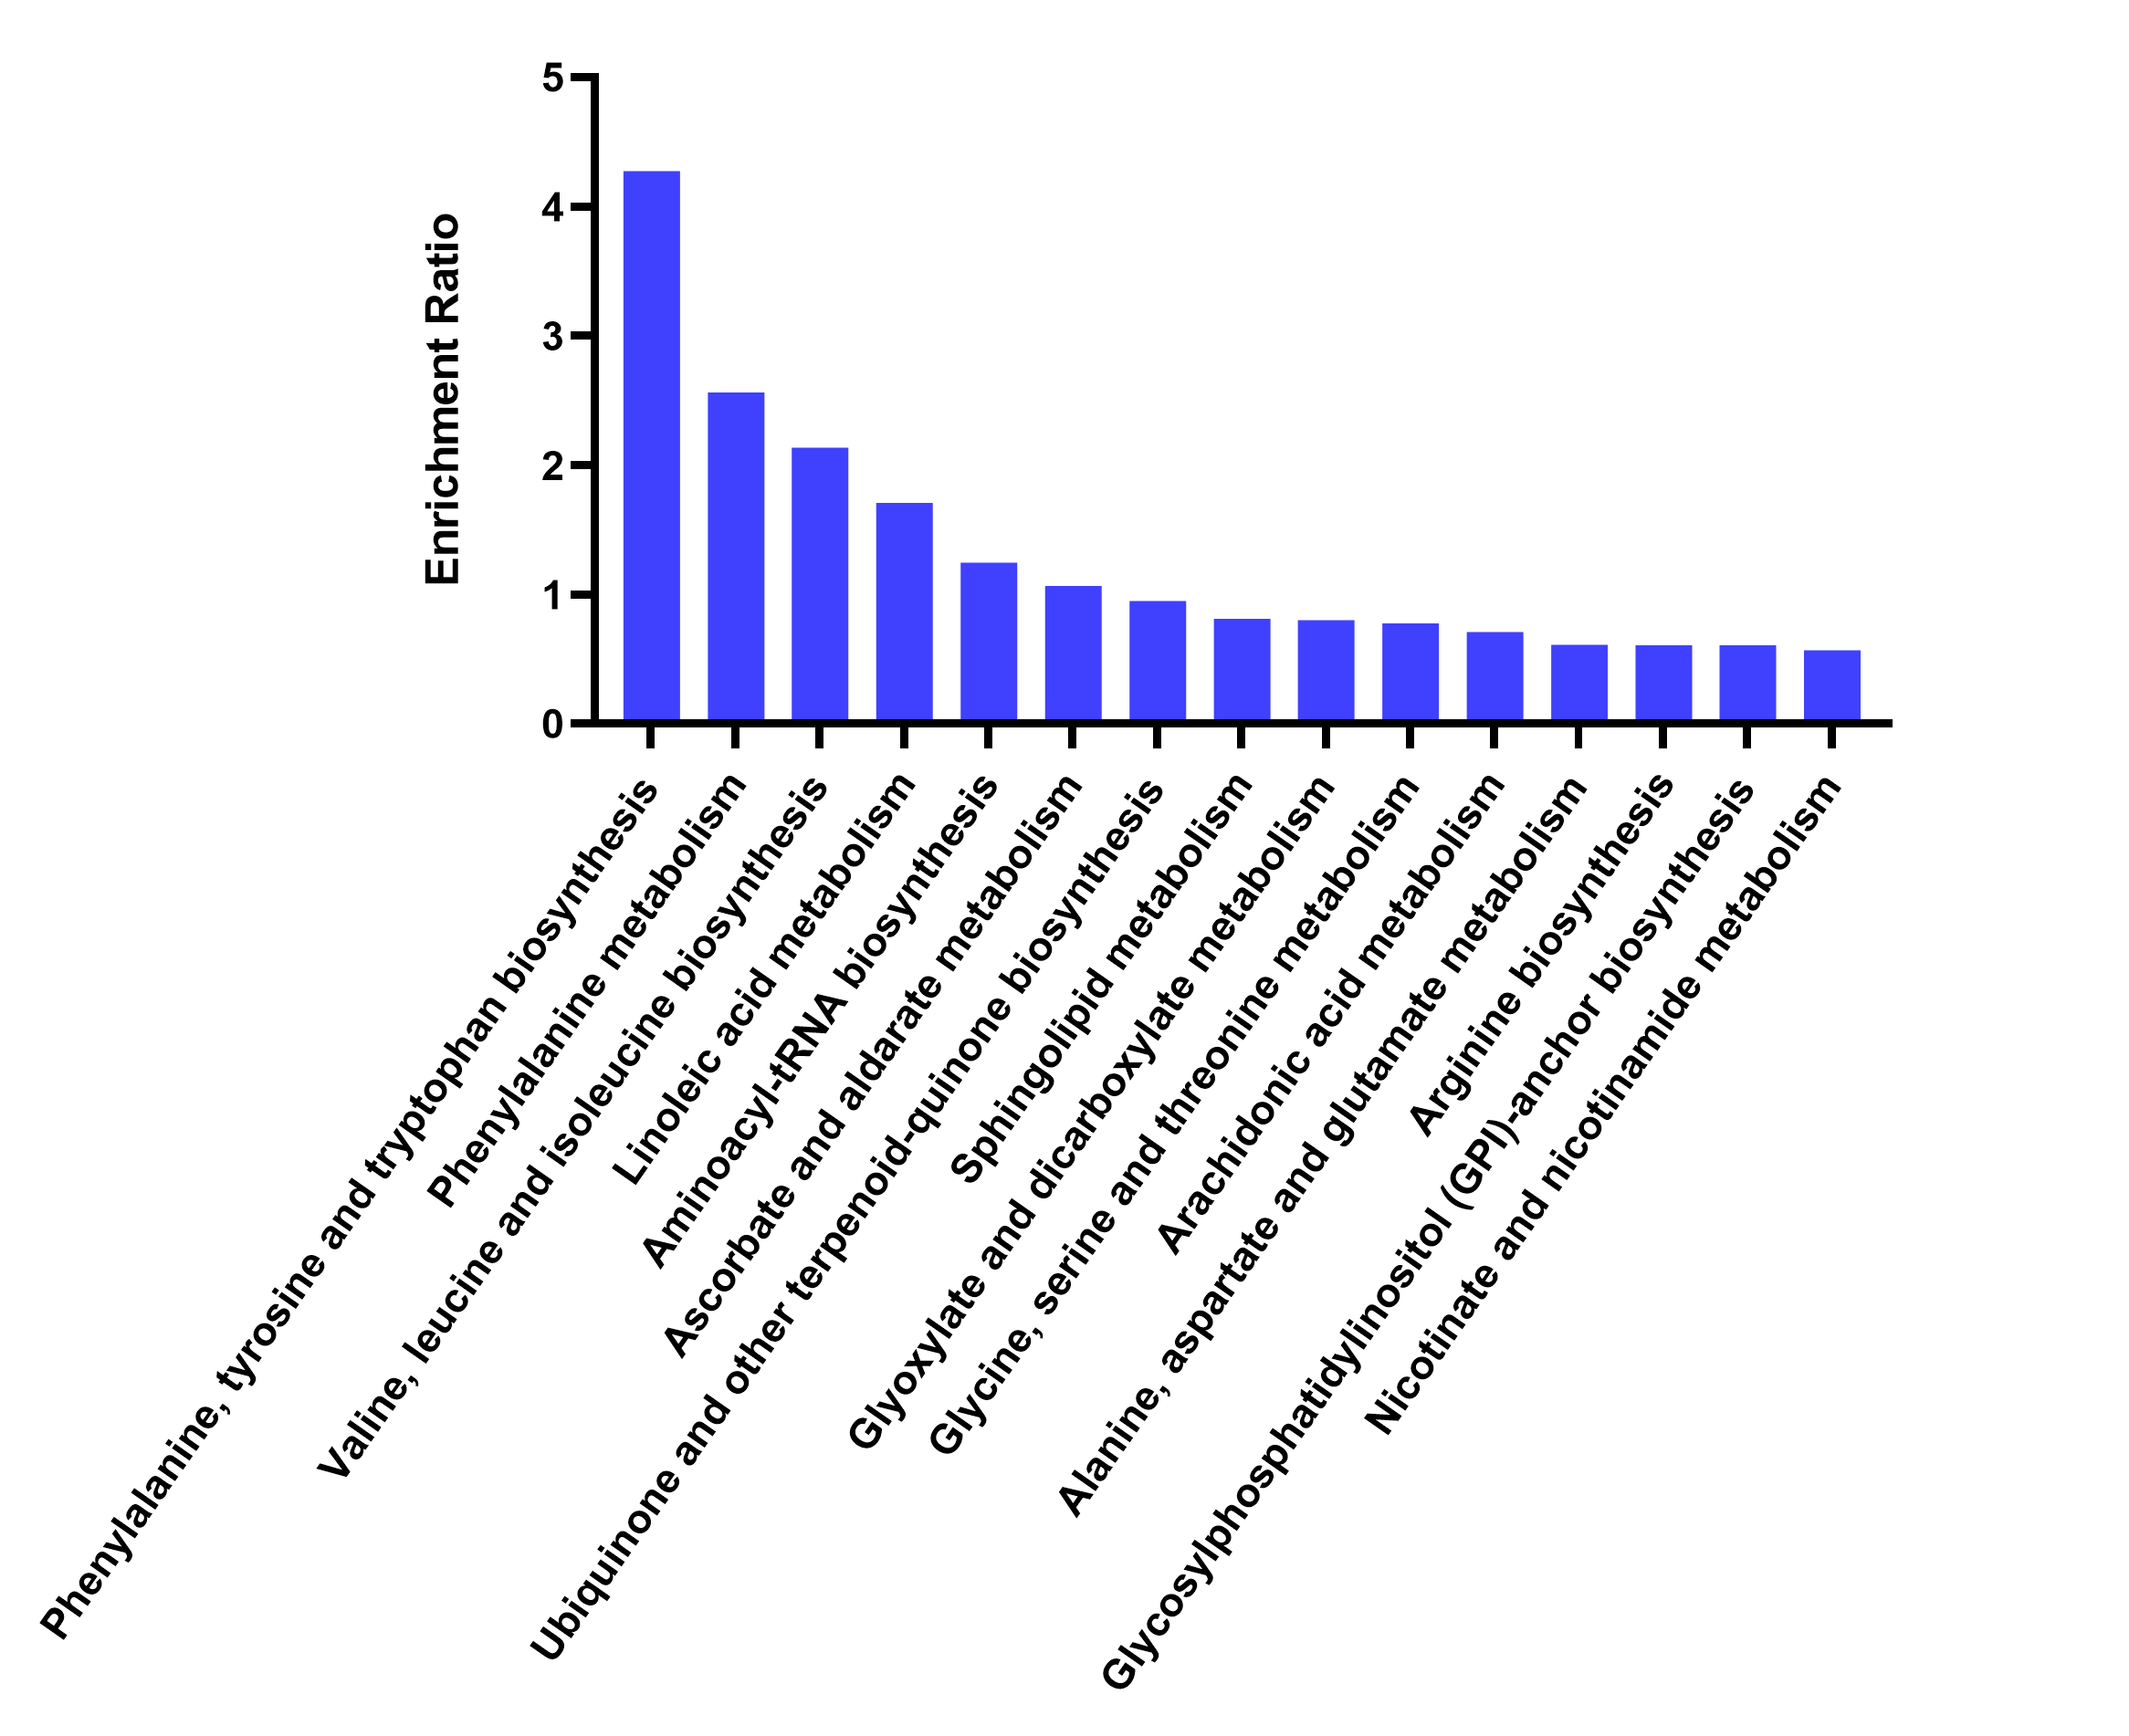 Enrichment Ratio
5
4
3
2
1
0
Phenylalanine, tyrosine and tryptophan biosynthesis
Phenylalanine metabolism
Valine, leucine and isoleucine biosynthesis
Linoleic acid metabolism
Aminoacyl-tRNA biosynthesis
Ascorbate and aldarate metabolism
Ubiquinone and other terpenoid-quinone biosynthesis
Sphingolipid metabolism
Glyoxylate and dicarboxylate metabolism
Glycine, serine and threonine metabolism
Arachidonic acid metabolism
Alanine, aspartate and glutamate metabolism
Arginine biosynthesis
Glycosylphosphatidylinositol (GPI)-anchor biosynthesis
Nicotinate and nicotinamide metabolism